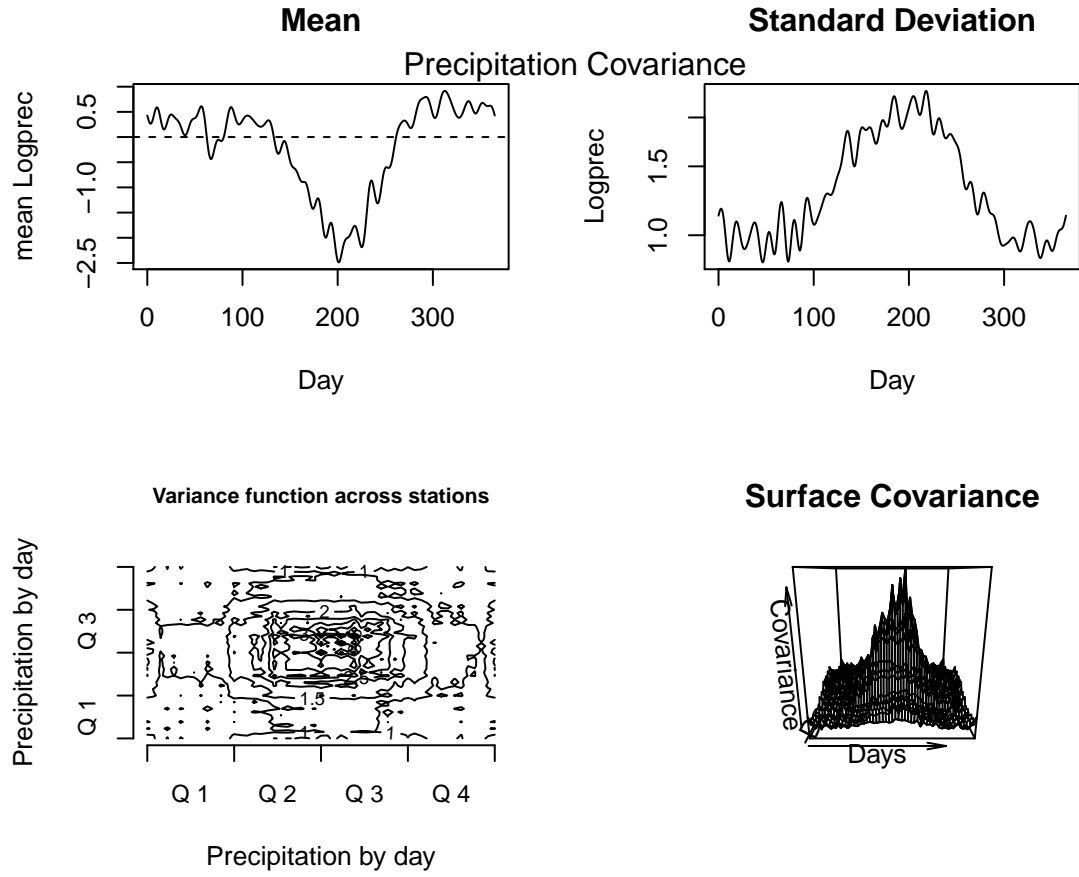 Mean
Standard Deviation
Precipitation Covariance
mean Logprec
0.5
−1.0
−2.5
0 100 200 300
Day
Logprec
1.5
1.0
0 100 200 300
Day
Variance function across stations
Precipitation by day
Q 3
Q 1
1 1
2
1.5
1 1
Q 1 Q 2 Q 3 Q 4
Precipitation by day
Surface Covariance
Covariance
Days